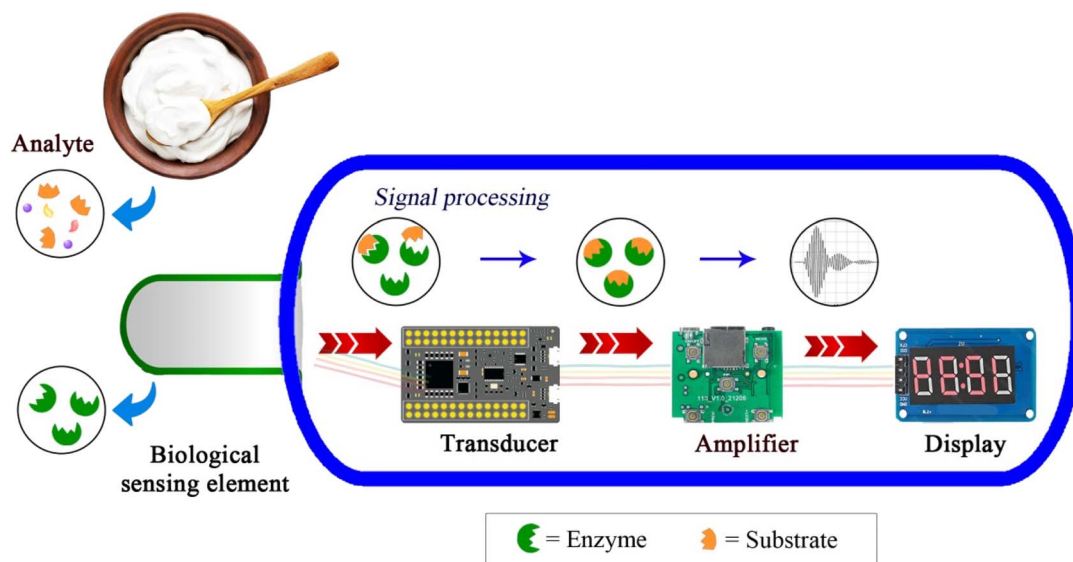 Analyte
Signal processing
Transducer
Amplifier
Display
Biological
sensing element
= Enzyme
= Substrate